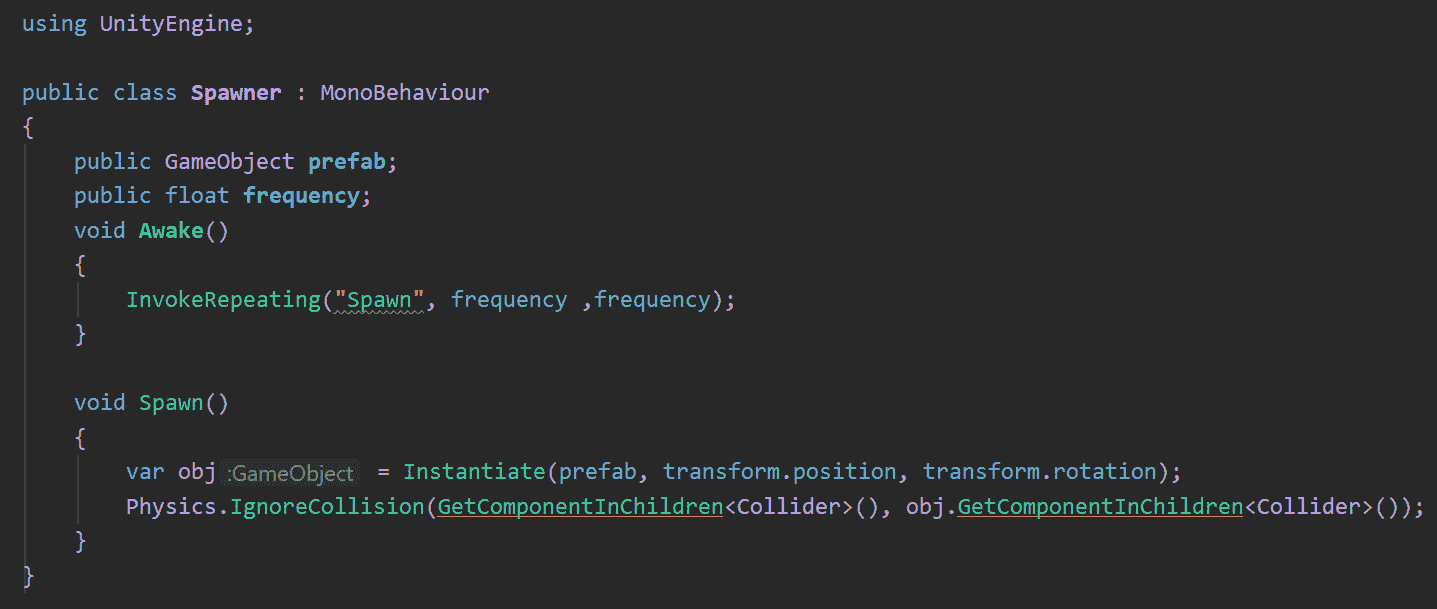 using UnityEngine;
public class Spawner : MonoBehaviour
{
public GameObject prefab;
public float frequency;
void Awake()
{
InvokeRepeating("Spawn", frequency ,frequency);
}
void Spawn()
{
var obj :GameObject = Instantiate(prefab, transform.position, transform.rotation);
Physics.IgnoreCollision(GetComponentInChildren<Collider>(), obj.GetComponentInChildren<Collider>());
}
}